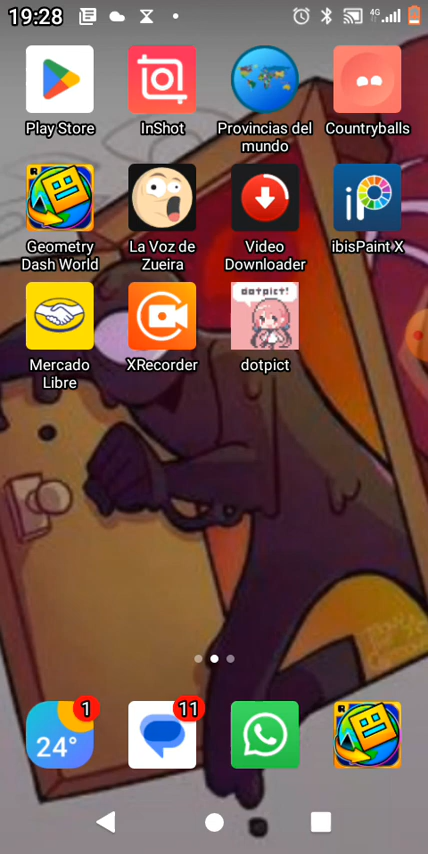 19:28
4G
Play Store
InShot
Provincias del
mundo
Countryballs
Geometry
Dash World
La Voz de
Zueira
Video
Downloader
ibisPaint X
dotpict!
Mercado
Libre
XRecorder
dotpict
1
24°
11